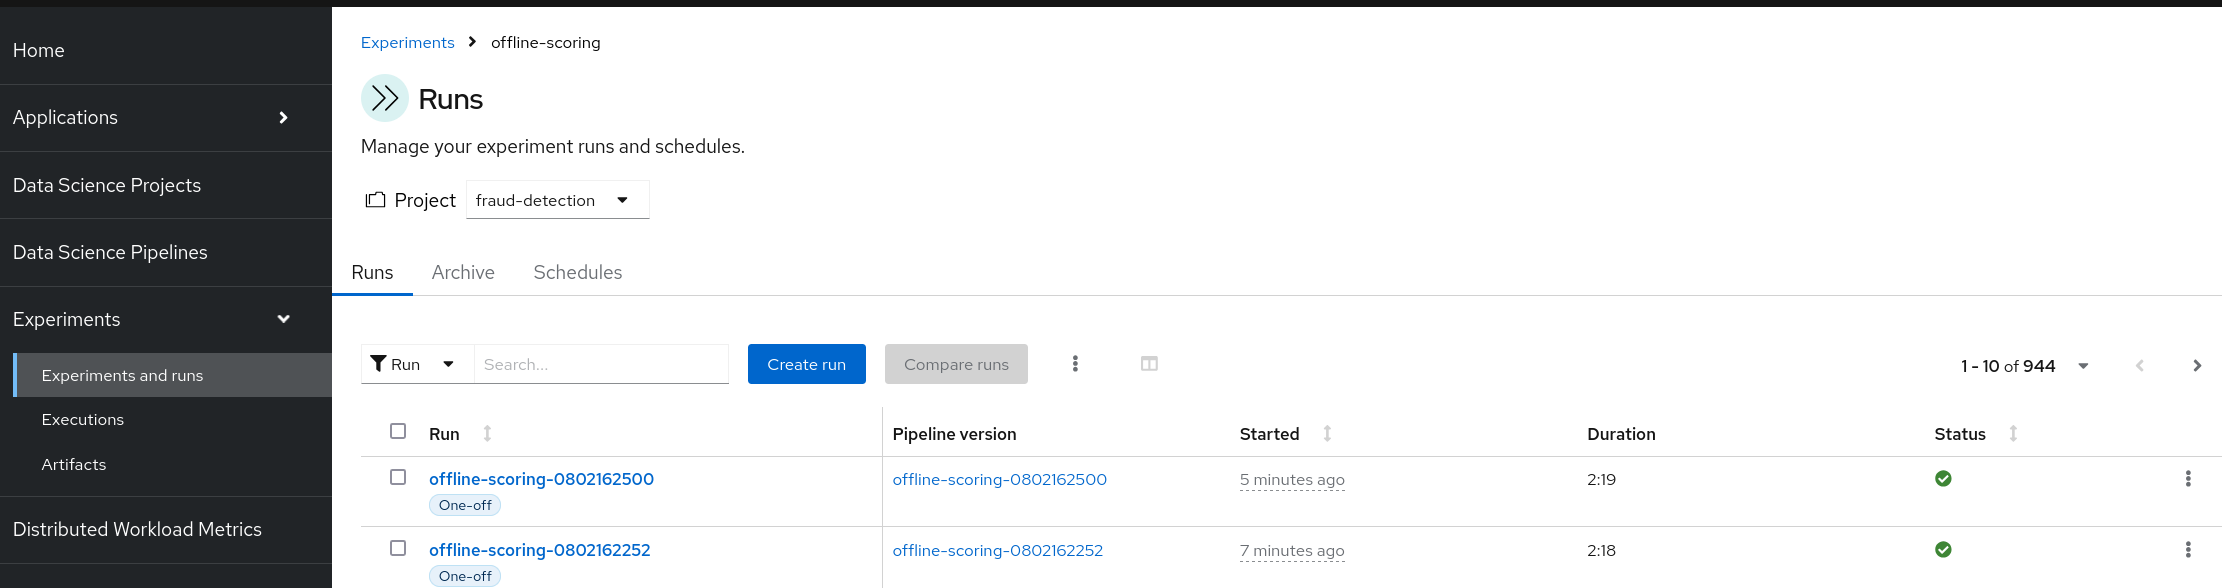 Home
Applications
Data Science Projects
Data Science Pipelines
Experiments
Experiments and runs
Executions
Artifacts
Distributed Workload Metrics
Experiments offline-scoring
Runs
Manage your experiment runs and schedules.
Project fraud-detection
Runs Archive Schedules
Run Search... Create run Compare runs 1 - 10 of 944
Run Pipeline version Started Duration Status
offline-scoring-0802162500 offline-scoring-0802162500 5 minutes ago 2:19
One-off
offline-scoring-0802162252 offline-scoring-0802162252 7 minutes ago 2:18
One-off